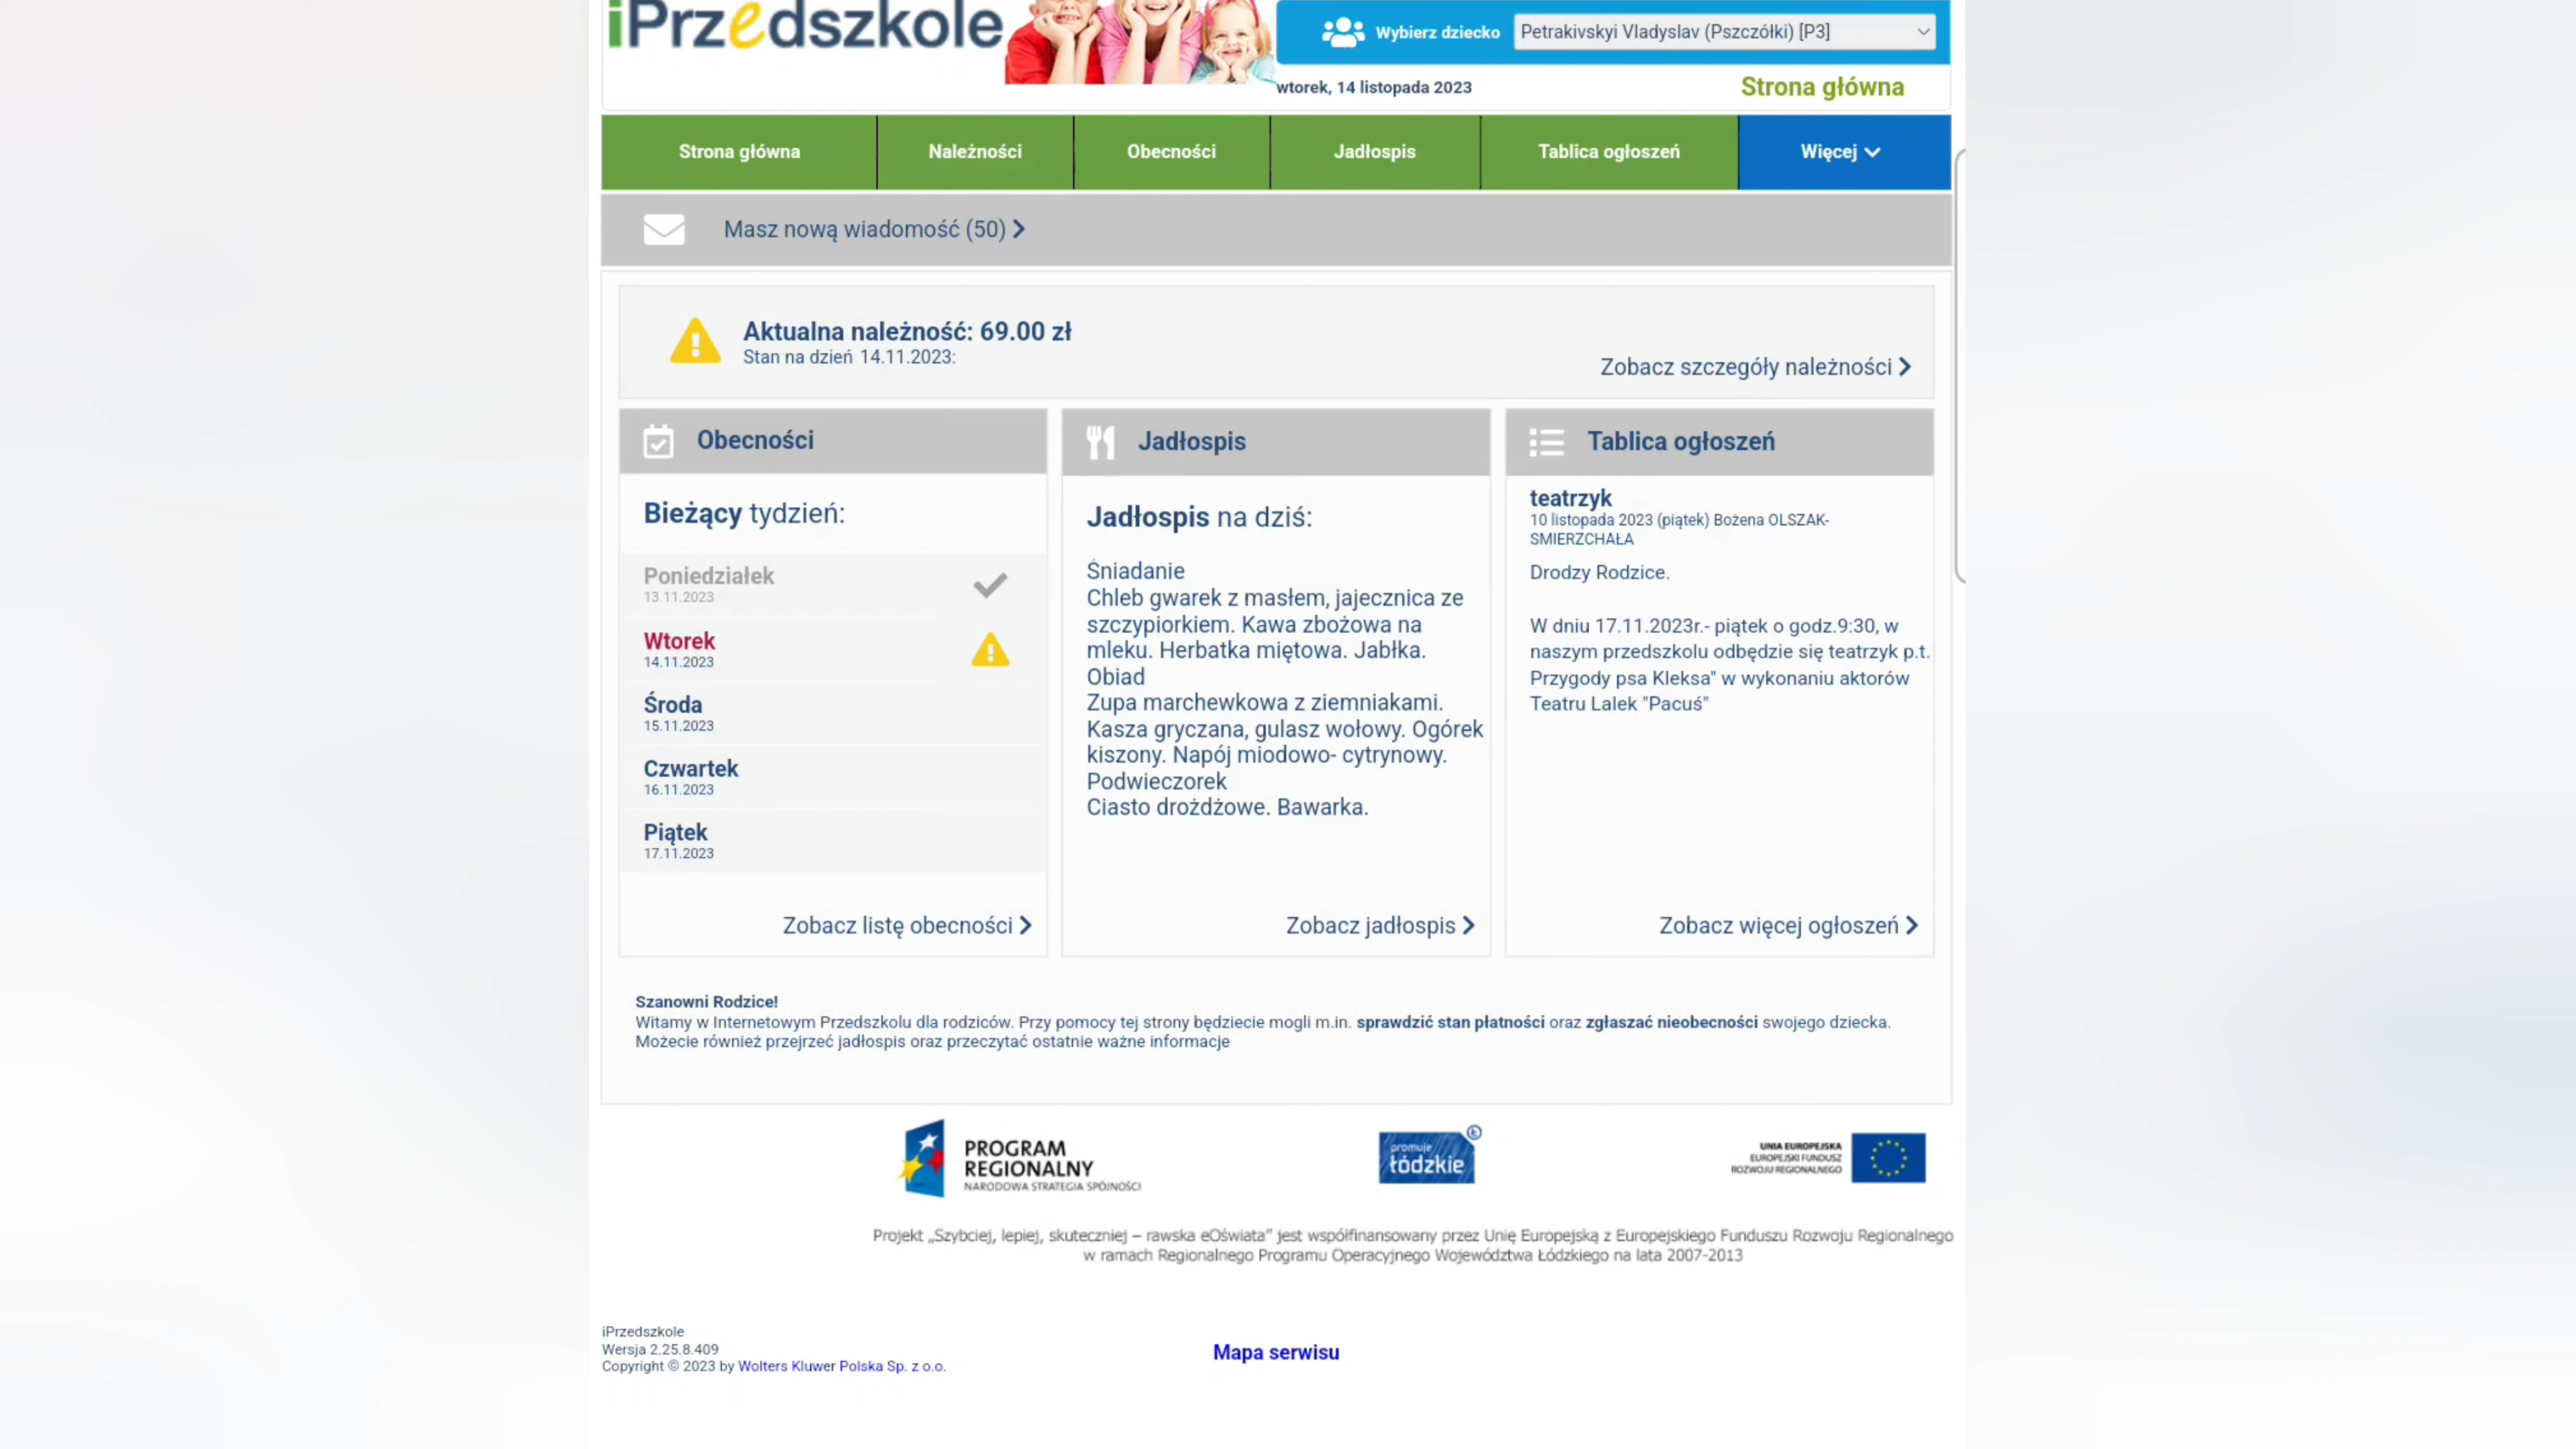 iPrzedszkole
Wybierz dziecko
Petrakivskyi Vladyslav (Pszczółki) [P3]
wtorek, 14 listopada 2023
Strona główna
Strona główna
Należności
Obecności
Jadłospis
Tablica ogłoszeń
Więcej
Masz nową wiadomość (50)
Aktualna należność: 69.00 zł
Stan na dzień 14.11.2023:
Zobacz szczegóły należności
Obecności
Bieżący tydzień:
Poniedziałek
13.11.2023
Wtorek
14.11.2023
Środa
15.11.2023
Czwartek
16.11.2023
Piątek
17.11.2023
Zobacz listę obecności
Jadłospis
Jadłospis na dziś:
Śniadanie
Chleb gwarek z masłem, jajecznica ze
szczypiorkiem. Kawa zbożowa na
mleku. Herbatka miętowa. Jabłka.
Obiad
Zupa marchewkowa z ziemniakami.
Kasza gryczana, gulasz wołowy. Ogórek
kiszony. Napój miodowo- cytrynowy.
Podwieczorek
Ciasto drożdżowe. Bawarka.
Zobacz jadłospis
Tablica ogłoszeń
teatrzyk
10 listopada 2023 (piątek) Bożena OLSZAK-
SMIERZCHAŁA
Drodzy Rodzice.
W dniu 17.11.2023r.- piątek o godz.9:30, w
naszym przedszkolu odbędzie się teatrzyk p.t.
Przygody psa Kleksa" w wykonaniu aktorów
Teatru Lalek "Pacuś"
Zobacz więcej ogłoszeń
Szanowni Rodzice!
Witamy w Internetowym Przedszkolu dla rodziców. Przy pomocy tej strony będziecie mogli m.in. sprawdzić stan płatności oraz zgłaszać nieobecności swojego dziecka.
Możecie również przejrzeć jadłospis oraz przeczytać ostatnie ważne informacje
PROGRAM
REGIONALNY
NARODOWA STRATEGIA SPÓJNOŚCI
promuje
łódzkie
UNIA EUROPEJSKA
EUROPEJSKI FUNDUSZ
ROZWOJU REGIONALNEGO
Projekt „Szybciej, lepiej, skuteczniej – rawska eOświata” jest współfinansowany przez Unię Europejską z Europejskiego Funduszu Rozwoju Regionalnego
w ramach Regionalnego Programu Operacyjnego Województwa Łódzkiego na lata 2007-2013
iPrzedszkole
Wersja 2.25.8.409
Copyright © 2023 by Wolters Kluwer Polska Sp. z o.o.
Mapa serwisu